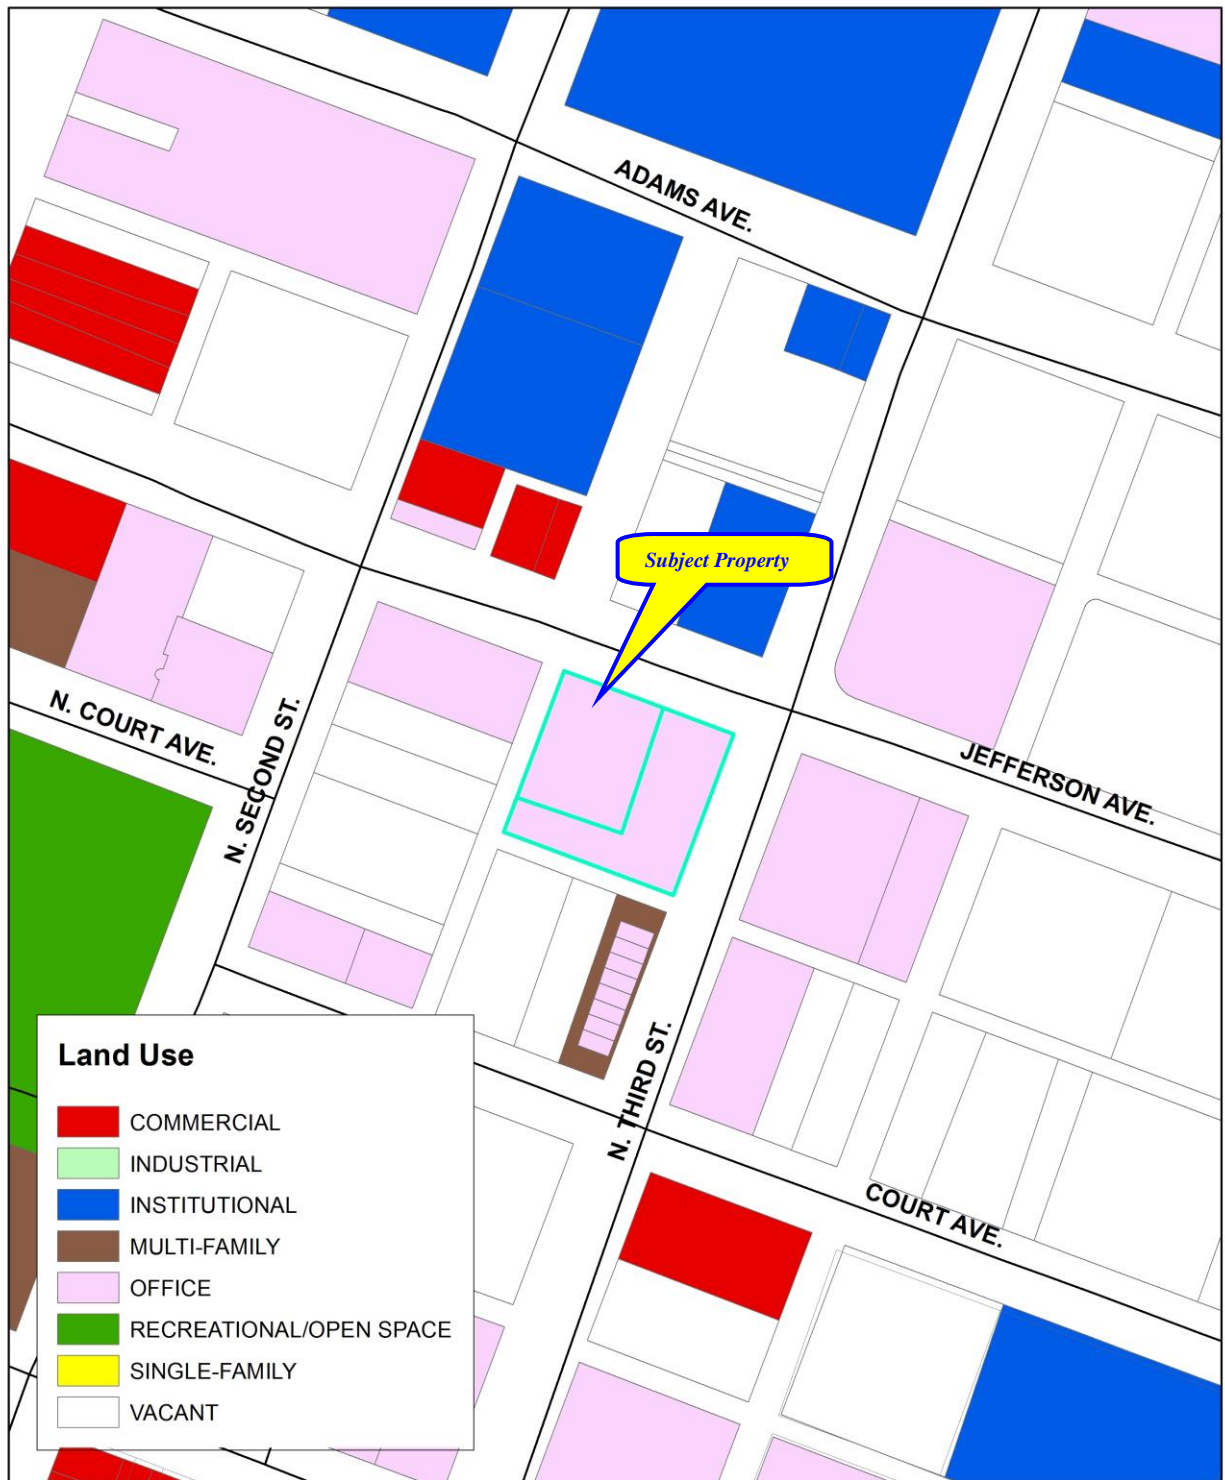 ADAMS AVE.
Subject Property
N. COURT AVE.
N. SECOND ST.
JEFFERSON AVE.
N. THIRD ST.
COURT AVE.
Land Use
COMMERCIAL
INDUSTRIAL
INSTITUTIONAL
MULTI-FAMILY
OFFICE
RECREATIONAL/OPEN SPACE
SINGLE-FAMILY
VACANT